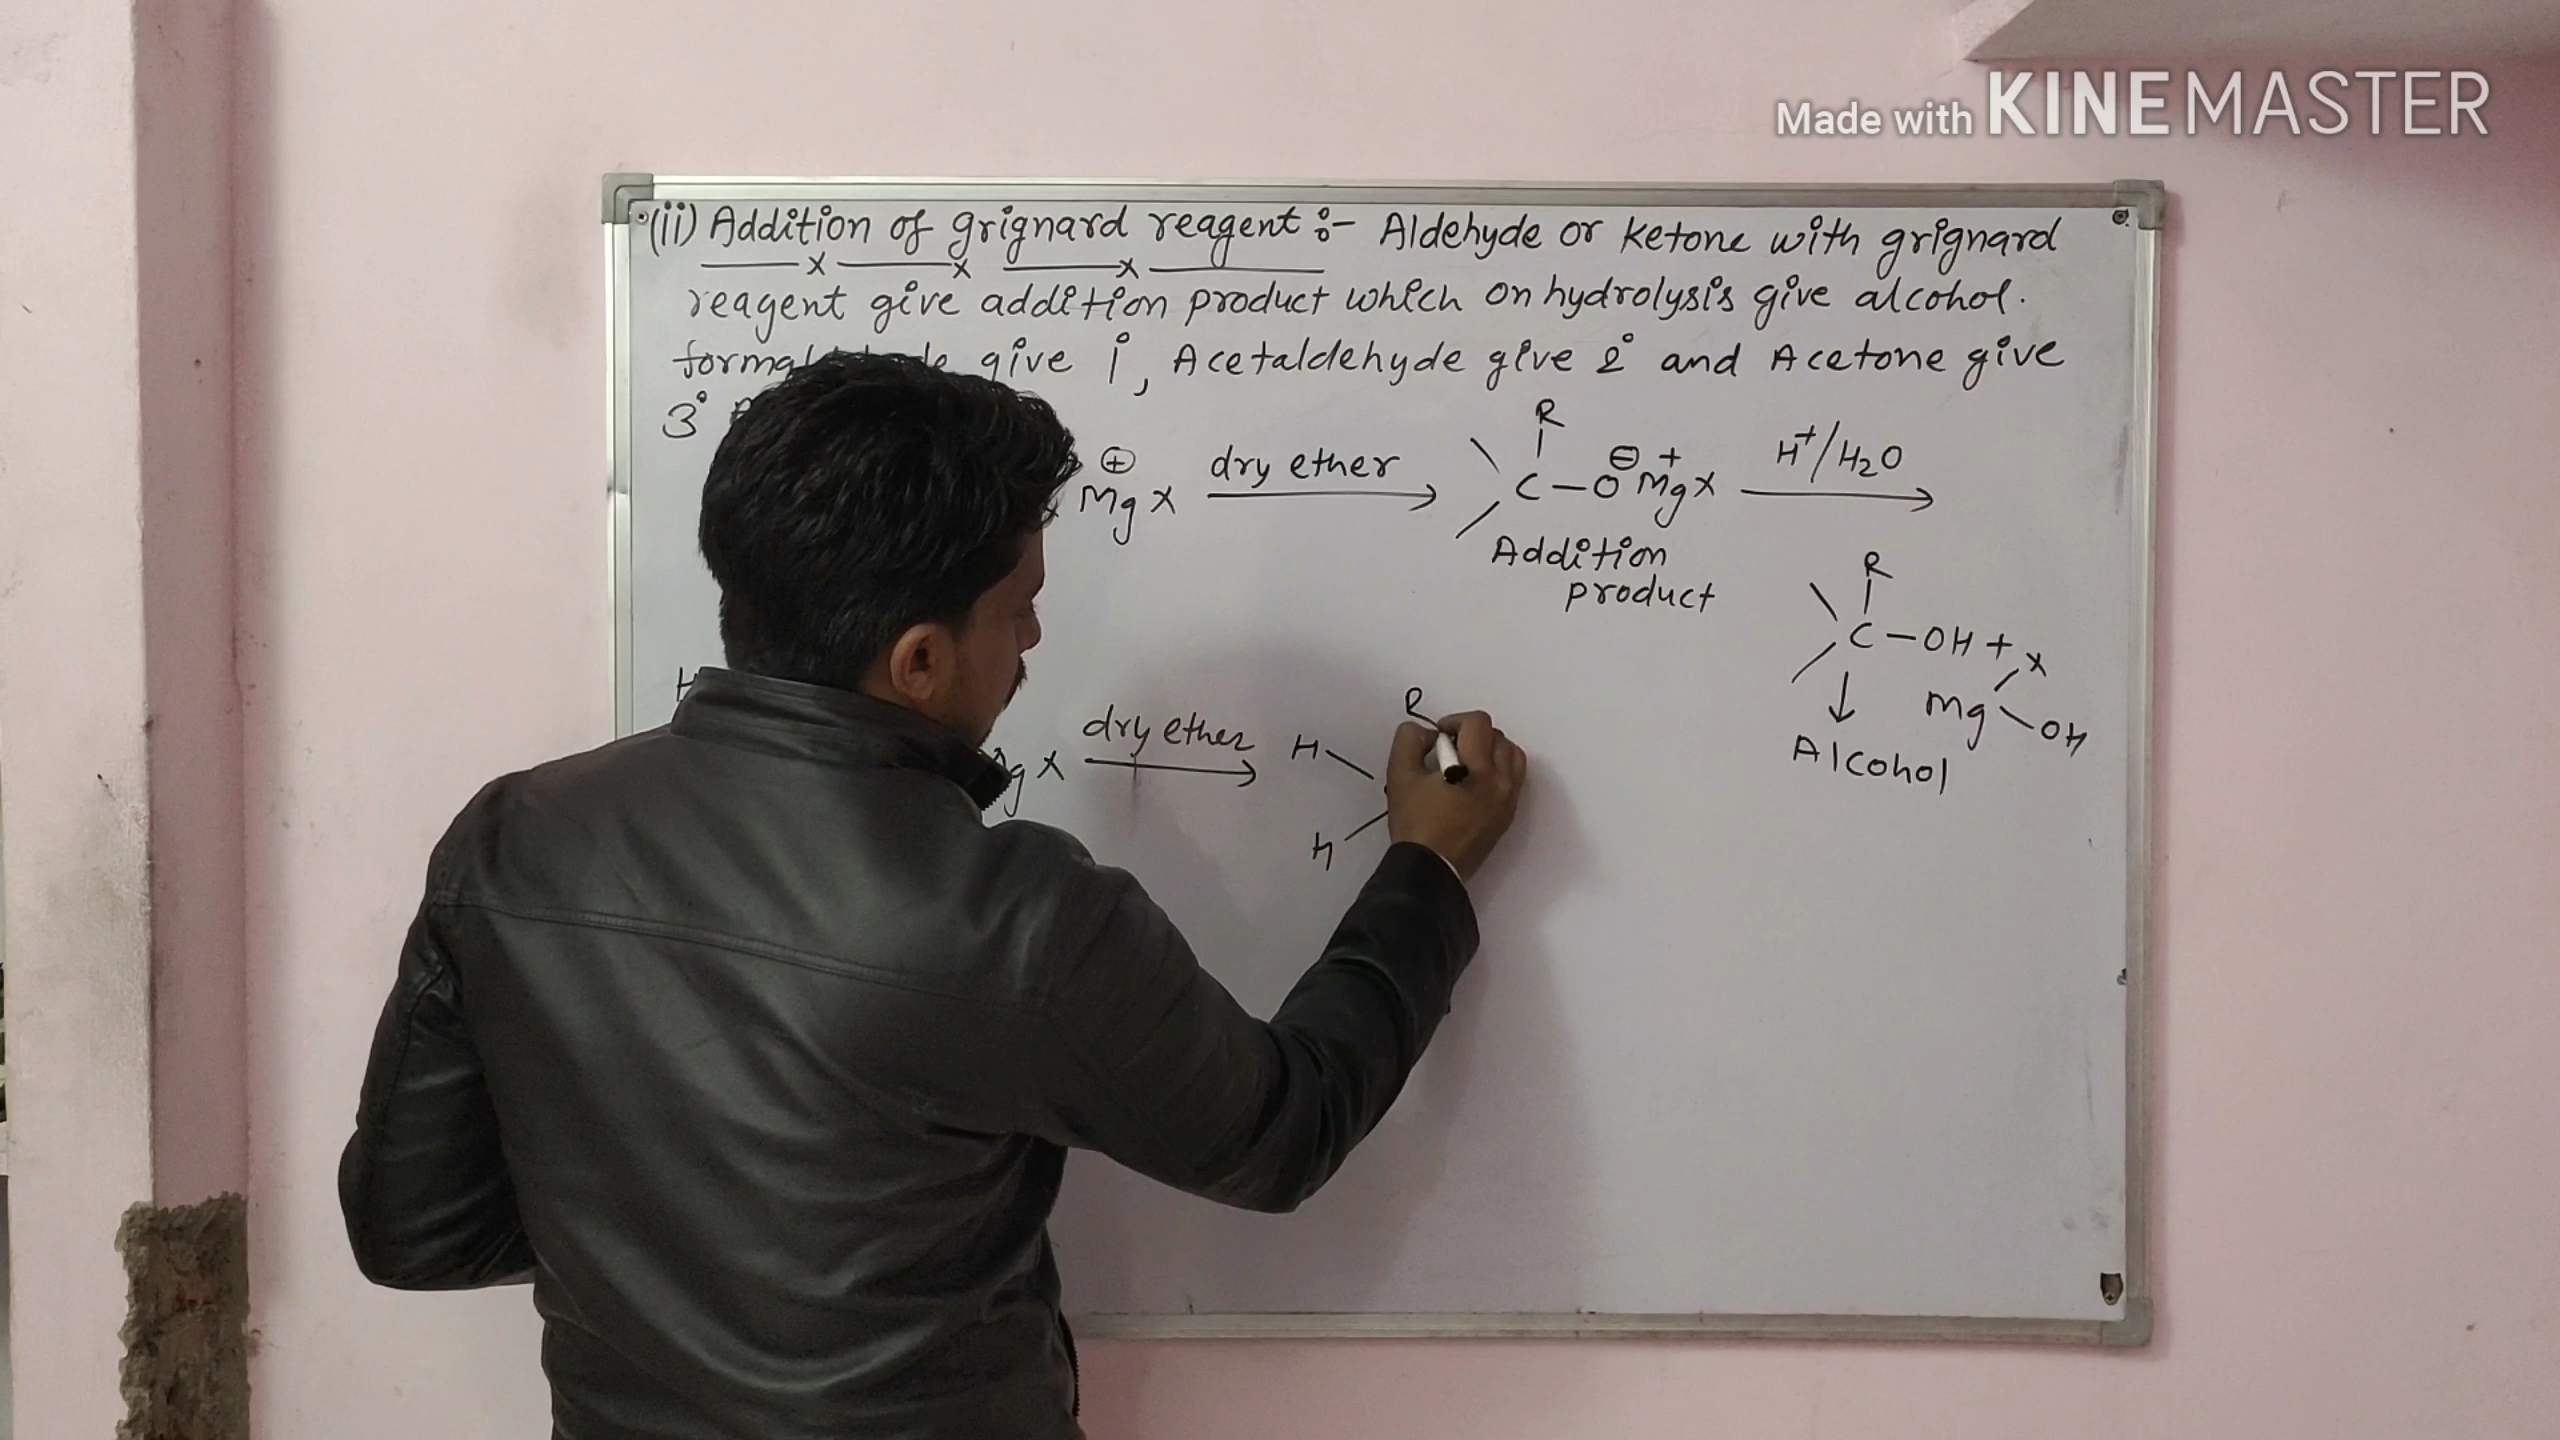 Made with KINEMASTER
(ii) Addition of grignard reagent :- Aldehyde or Ketone with grignard
reagent give addition product which on hydrolysis give alcohol.
give 1°, Acetaldehyde give 2° and Acetone give
3°
⊕
MgX dry ether
R
C-O⊖ Mg+X H+/H2O
Addition
product
R
C-OH + Mg X OH
Alcohol
H
gX dry ether H R
H